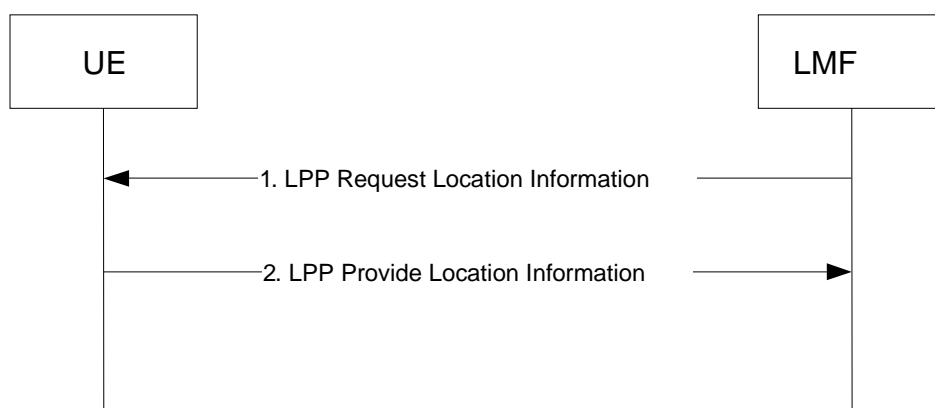 UE
LMF
1. LPP Request Location Information
2. LPP Provide Location Information